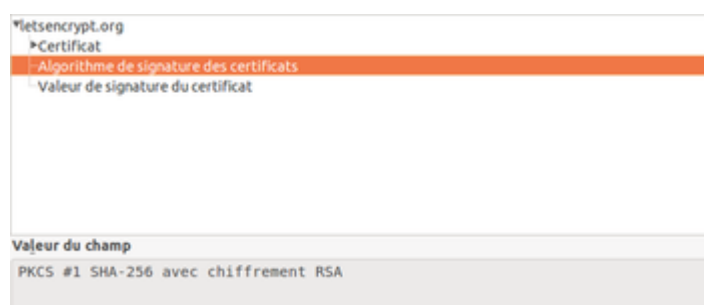 letsencrypt.org
Certificat
Algorithme de signature des certificats
Valeur de signature du certificat
Valeur du champ
PKCS #1 SHA-256 avec chiffrement RSA